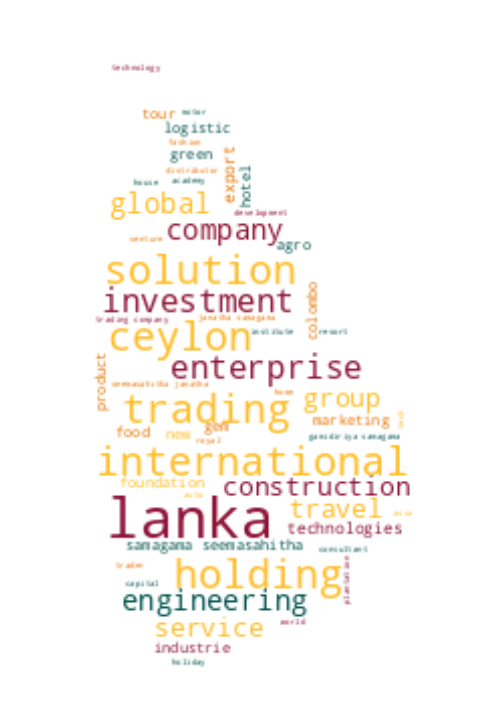 technology
tour motor
logistic
fashion
green
export
hotel
distributor
house academy
global
development
company
venture
agro
solution
investment
colombo
trading company
janatha samagama
ceylon
institute
resort
enterprise
product
seemasahitha janatha
home
trading
group
marketing
food
new
gem
royal
gamidiriya samagama
international
foundation
construction
auto
lanka
travel
asia
technologies
samagama seemasahitha
consultant
trader
holding
plantation
capital
engineering
service
world
industrie
holiday